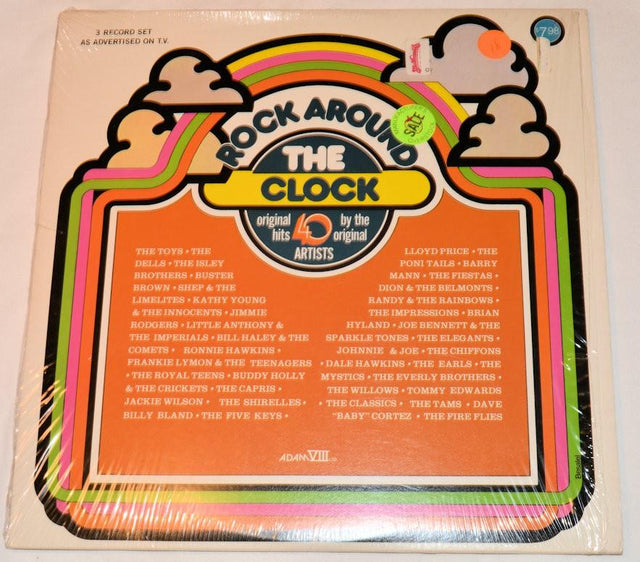 3 RECORD SET
AS ADVERTISED ON T.V.
$7.98
SALE
ROCK AROUND
THE
CLOCK
original hits 40 by the original
ARTISTS
THE TOYS • THE
DELLS • THE ISLEY
BROTHERS • BUSTER
BROWN • SHEP & THE
LIMELITES • KATHY YOUNG
& THE INNOCENTS • JIMMIE
RODGERS • LITTLE ANTHONY &
THE IMPERIALS • BILL HALEY & THE
COMETS • RONNIE HAWKINS •
FRANKIE LYMON & THE TEENAGERS
• THE ROYAL TEENS • BUDDY HOLLY
& THE CRICKETS • THE CAPRIS •
JACKIE WILSON • THE SHIRELLES •
BILLY BLAND • THE FIVE KEYS •
LLOYD PRICE • THE
PONI TAILS • BARRY
MANN • THE FIESTAS •
DION & THE BELMONTS •
RANDY & THE RAINBOWS •
THE IMPRESSIONS • BRIAN
HYLAND • JOE BENNETT & THE
SPARKLE TONES • THE ELEGANTS •
JOHNNIE & JOE • THE CHIFFONS
• DALE HAWKINS • THE EARLS • THE
MYSTICS • THE EVERLY BROTHERS •
THE WILLOWS • TOMMY EDWARDS
• THE CLASSICS • THE TAMS • DAVE
"BABY" CORTEZ • THE FIRE FLIES
ADAM VIII LTD